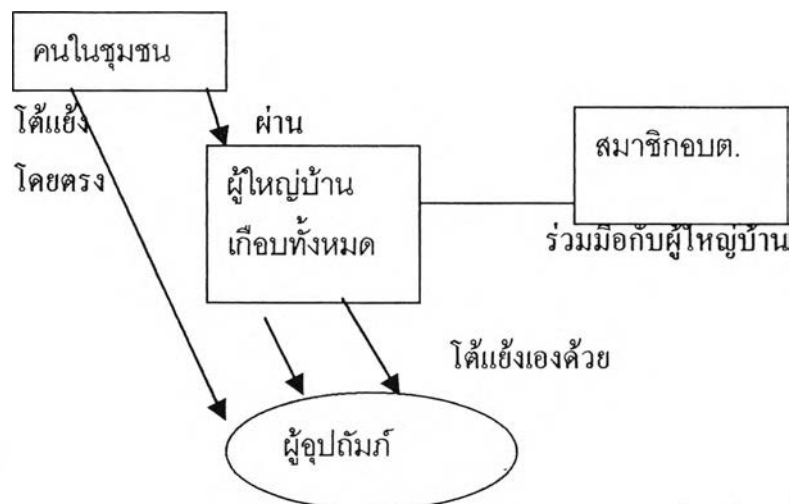 คนในชุมชน
โต้แย้ง
โดยตรง
ผ่าน
ผู้ใหญ่บ้าน
เกือบทั้งหมด
สมาชิกอบต.
ร่วมมือกับผู้ใหญ่บ้าน
โต้แย้งเองด้วย
ผู้อุปถัมภ์